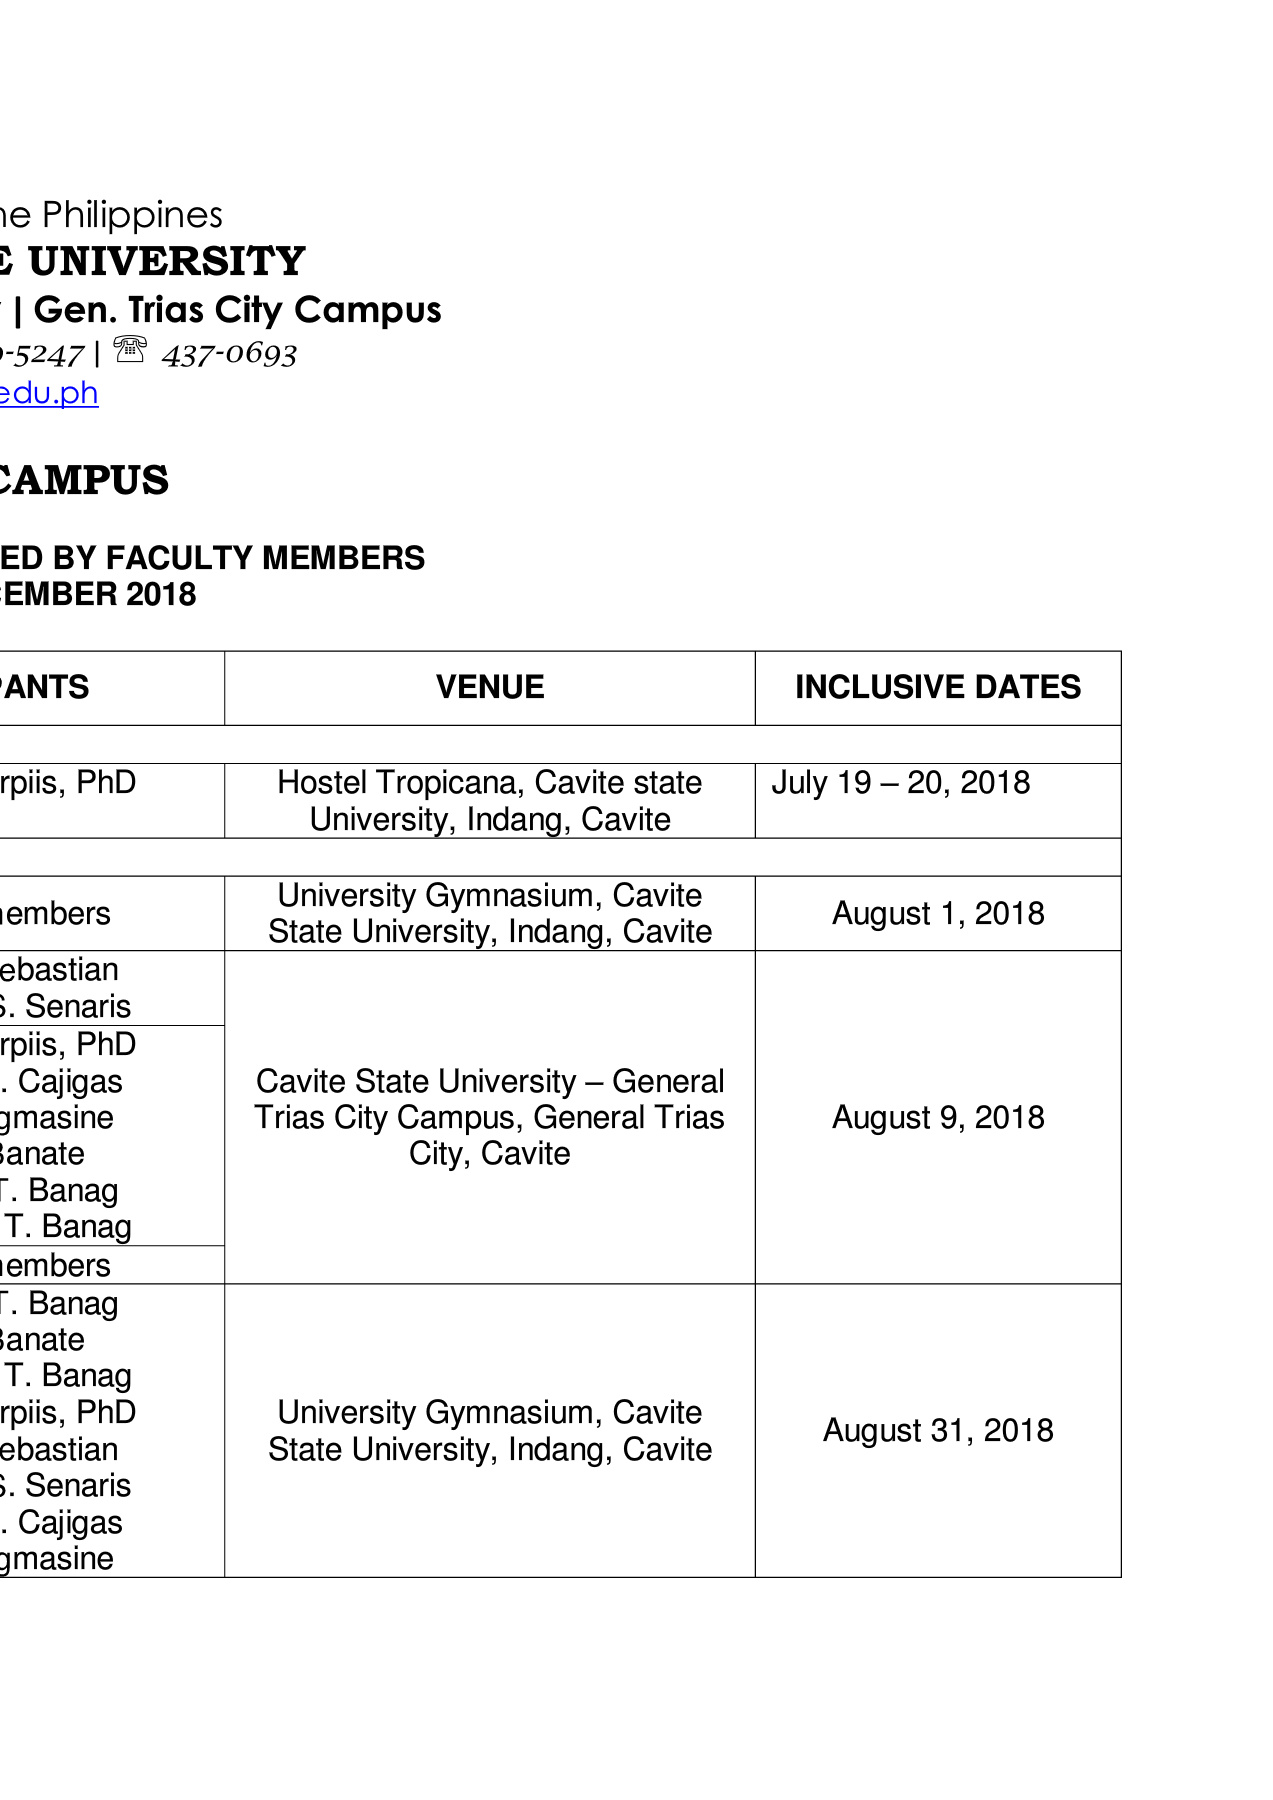 ne Philippines
E UNIVERSITY
| Gen. Trias City Campus
-5247 | ☏ 437-0693
edu.ph
CAMPUS
ED BY FACULTY MEMBERS
CEMBER 2018
PANTS VENUE INCLUSIVE DATES
rpiis, PhD Hostel Tropicana, Cavite state July 19 – 20, 2018
University, Indang, Cavite
University Gymnasium, Cavite
embers August 1, 2018
State University, Indang, Cavite
ebastian
S. Senaris
rpiis, PhD
. Cajigas Cavite State University – General
gmasine Trias City Campus, General Trias August 9, 2018
Banate City, Cavite
T. Banag
T. Banag
embers
T. Banag
Banate
T. Banag
rpiis, PhD University Gymnasium, Cavite
August 31, 2018
ebastian State University, Indang, Cavite
S. Senaris
. Cajigas
gmasine